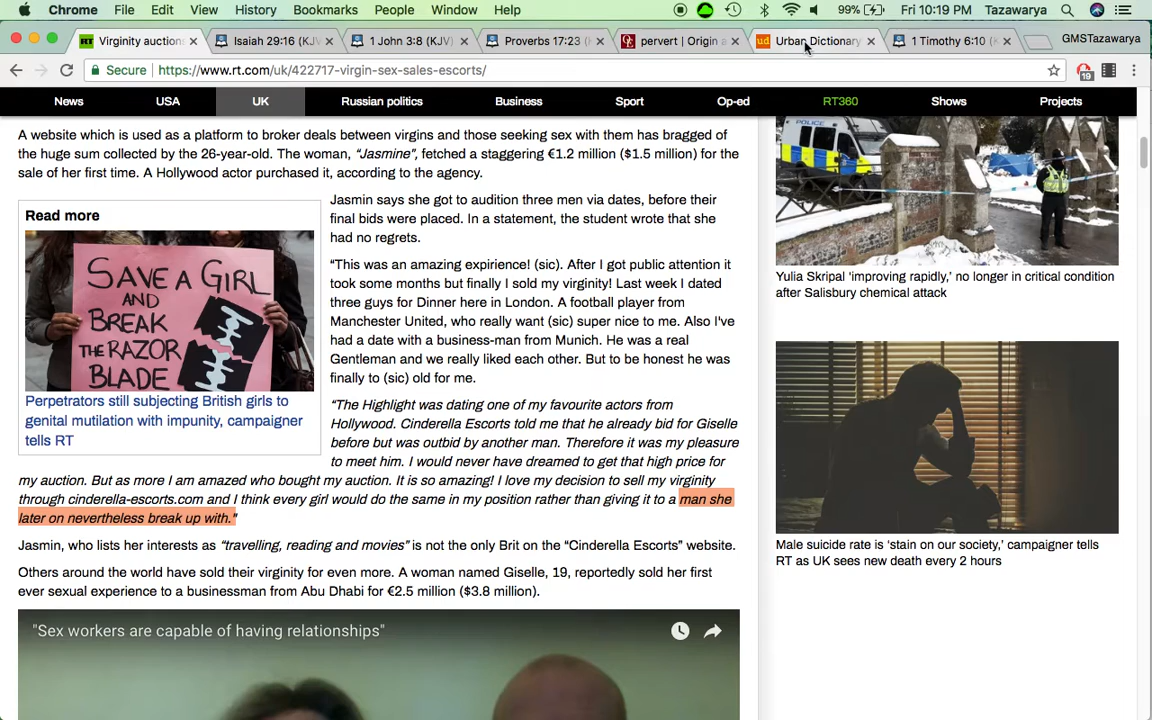 Chrome File Edit View History Bookmarks People Window Help 99% Fri 10:19 PM Tazawarya
RT Virginity auctions Isaiah 29:16 (KJV 1 John 3:8 (KJV) Proverbs 17:23 ( pervert | Origin a ud Urban Dictionary 1 Timothy 6:10 (K GMSTazawarya
Secure https://www.rt.com/uk/422717-virgin-sex-sales-escorts/ 19
News USA UK Russian politics Business Sport Op-ed RT360 Shows Projects
A website which is used as a platform to broker deals between virgins and those seeking sex with them has bragged of
the huge sum collected by the 26-year-old. The woman, “Jasmine”, fetched a staggering €1.2 million ($1.5 million) for the
sale of her first time. A Hollywood actor purchased it, according to the agency.
Read more
SAVE A GIRL
AND
BREAK
THE RAZOR
BLADE
Perpetrators still subjecting British girls to
genital mutilation with impunity, campaigner
tells RT
Jasmin says she got to audition three men via dates, before their
final bids were placed. In a statement, the student wrote that she
had no regrets.
“This was an amazing expirience! (sic). After I got public attention it
took some months but finally I sold my virginity! Last week I dated
three guys for Dinner here in London. A football player from
Manchester United, who really want (sic) super nice to me. Also I've
had a date with a business-man from Munich. He was a real
Gentleman and we really liked each other. But to be honest he was
finally to (sic) old for me.
“The Highlight was dating one of my favourite actors from
Hollywood. Cinderella Escorts told me that he already bid for Giselle
before but was outbid by another man. Therefore it was my pleasure
to meet him. I would never have dreamed to get that high price for
my auction. But as more I am amazed who bought my auction. It is so amazing! I love my decision to sell my virginity
through cinderella-escorts.com and I think every girl would do the same in my position rather than giving it to a man she
later on nevertheless break up with.”
Jasmin, who lists her interests as “travelling, reading and movies” is not the only Brit on the “Cinderella Escorts” website.
Others around the world have sold their virginity for even more. A woman named Giselle, 19, reportedly sold her first
ever sexual experience to a businessman from Abu Dhabi for €2.5 million ($3.8 million).
"Sex workers are capable of having relationships"
POLICE
Yulia Skripal ‘improving rapidly,’ no longer in critical condition
after Salisbury chemical attack
Male suicide rate is ‘stain on our society,’ campaigner tells
RT as UK sees new death every 2 hours